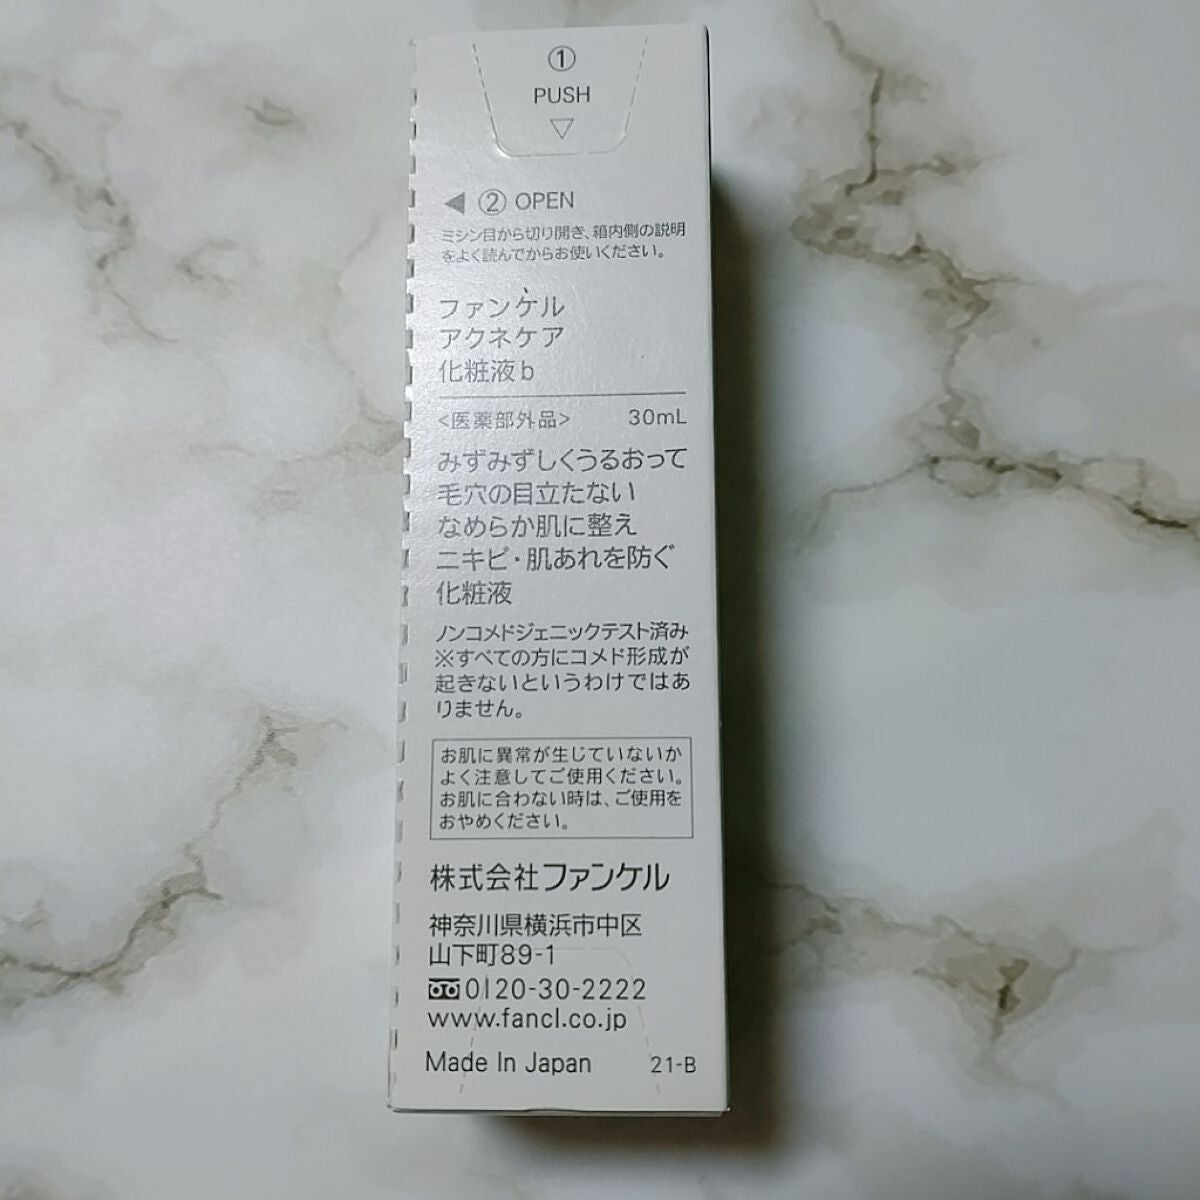 ①
PUSH
▽
◀ ② OPEN
ミシン目から切り開き、箱内側の説明
をよく読んでからお使いください。
ファンケル
アクネケア
化粧液b
<医薬部外品> 30mL
みずみずしくうるおって
毛穴の目立たない
なめらか肌に整え
ニキビ・肌あれを防ぐ
化粧液
ノンコメドジェニックテスト済み
※すべての方にコメド形成が
起きないというわけではあ
りません。
お肌に異常が生じていないか
よく注意してご使用ください。
お肌に合わない時は、ご使用を
おやめください。
株式会社ファンケル
神奈川県横浜市中区
山下町89-1
0120-30-2222
www.fancl.co.jp
Made In Japan 21-B